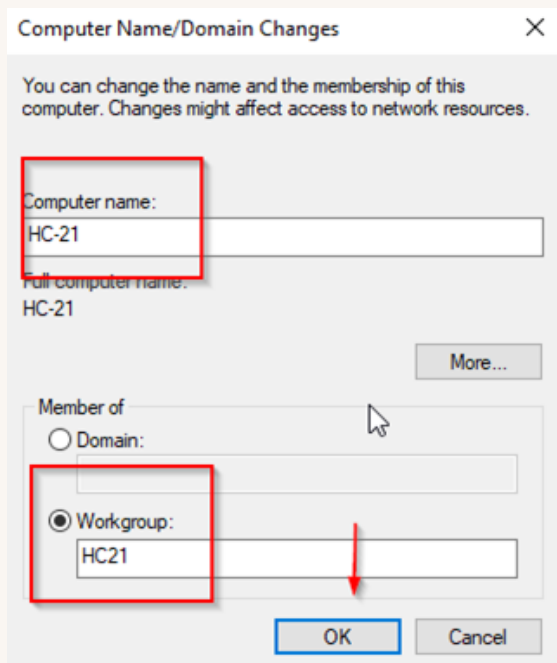 Computer Name/Domain Changes
You can change the name and the membership of this
computer. Changes might affect access to network resources.
Computer name:
HC-21
Full computer name:
HC-21
More...
Member of
Domain:
Workgroup:
HC21
OK
Cancel